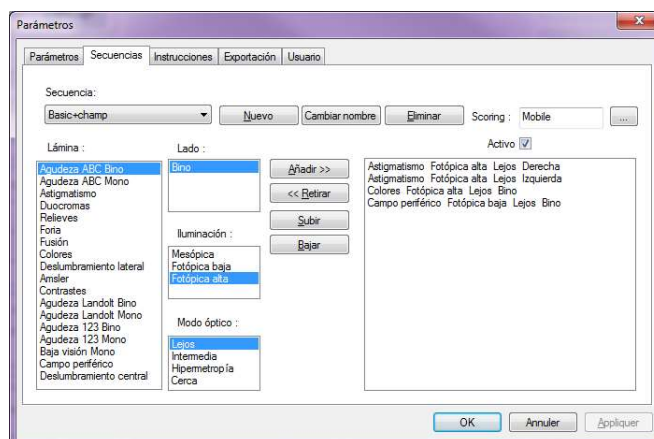 Parámetros
Parámetros Secuencias Instrucciones Exportación Usuario
Secuencia:
Basic+champ Nuevo Cambiar nombre Eliminar Scoring : Mobile ...
Activo
Lámina :
Agudeza ABC Bino
Agudeza ABC Mono
Astigmatismo
Duocromas
Relieves
Foria
Fusión
Colores
Deslumbramiento lateral
Amsler
Contrastes
Agudeza Landolt Bino
Agudeza Landolt Mono
Agudeza 123 Bino
Agudeza 123 Mono
Baja visión Mono
Campo periférico
Deslumbramiento central
Lado :
Bino
Iluminación :
Mesópica
Fotópica baja
Fotópica alta
Modo óptico :
Lejos
Intermedia
Hipermetropía
Cerca
Añadir >>
<< Retirar
Subir
Bajar
Astigmatismo Fotópica alta Lejos Derecha
Astigmatismo Fotópica alta Lejos Izquierda
Colores Fotópica alta Lejos Bino
Campo periférico Fotópica baja Lejos Bino
OK Annuler Appliquer